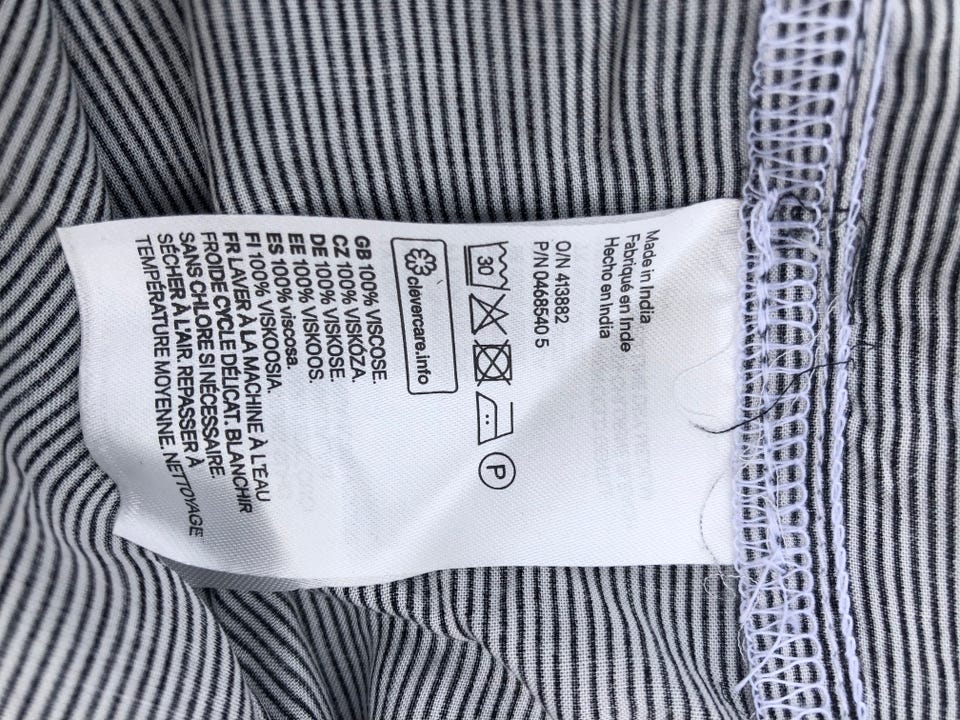 Made in India
Fabriqué en Inde
Hecho en India
O/N 413882
P/N 0468540 5
30
P
clevercare.info
GB 100% VISCOSE.
CZ 100% VISKÓZA.
DE 100% VISKOSE.
EE 100% VISKOOS.
ES 100% viscosa.
FI 100% VISKOOSIA.
FR LAVER À LA MACHINE À L'EAU
FROIDE CYCLE DÉLICAT. BLANCHIR
SANS CHLORE SI NÉCESSAIRE.
SÉCHER À L'AIR. REPASSER À
TEMPÉRATURE MOYENNE. NETTOYAGE